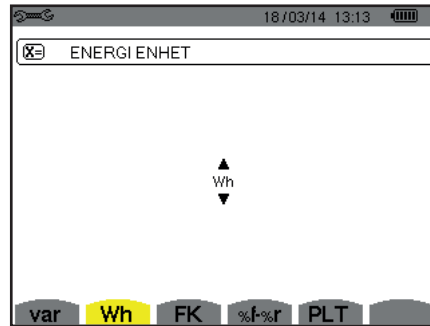 18/03/14 13:13
X= ENERGI ENHET
Wh
var Wh FK %f-%r PLT